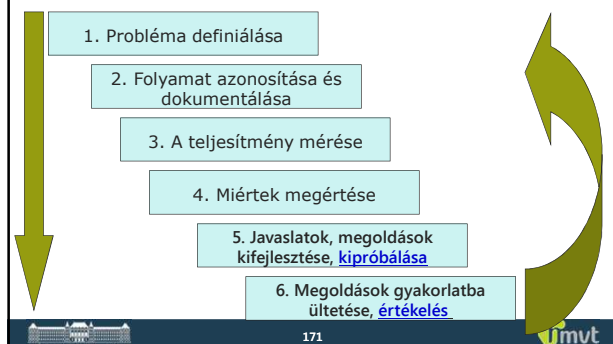 1. Probléma definiálása
2. Folyamat azonosítása és
dokumentálása
3. A teljesítmény mérése
4. Miértek megértése
5. Javaslatok, megoldások
kifejlesztése, kipróbálása
6. Megoldások gyakorlatba
ültetése, értékelés
171
imvt